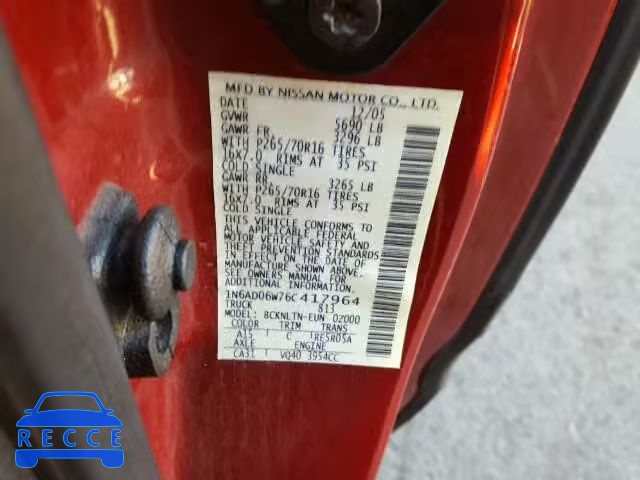 MFD BY NISSAN MOTOR CO., LTD.
DATE 12/05
GVWR 5690 LB
GAWR FR. 3296 LB
WITH P265/70R16 TIRES
16X7.0 RIMS AT 35 PSI
COLD SINGLE
GAWR RR 3265 LB
WITH P265/70R16 TIRES
16X7.0 RIMS AT 35 PSI
COLD SINGLE
THIS VEHICLE CONFORMS TO
ALL APPLICABLE FEDERAL
MOTOR VEHICLE SAFETY AND
THEFT PREVENTION STANDARDS
IN EFFECT ON THE DATE OF
MANUFACTURE SHOWN ABOVE.
SEE OWNERS MANUAL FOR
ADDITIONAL INFORMATION.
1N6AD06W76C417964
TRUCK 813
MODEL: BCKNLTN-EUN 02000
COLOR TRIM TRANS
A15 C RE5R05A
AXLE ENGINE
CA31 VQ40 3954CC
RECCE